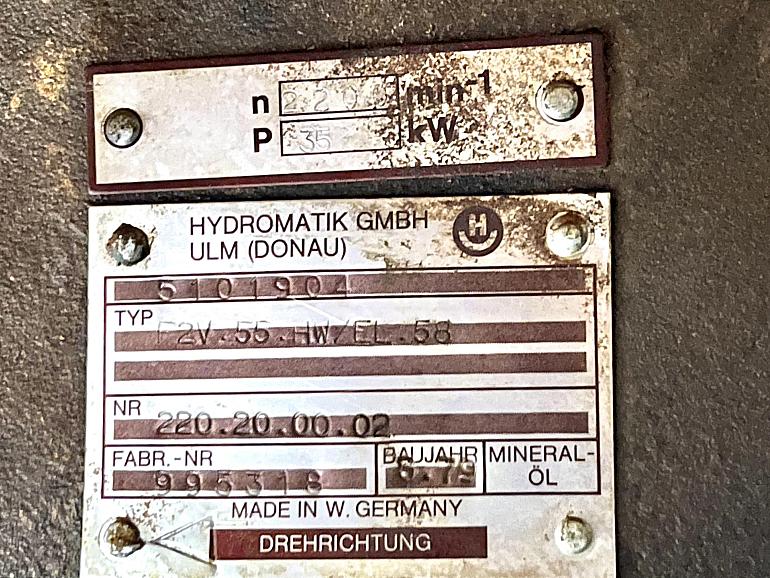 n 220 min-1
P 35 kW
HYDROMATIK GMBH
ULM (DONAU)
H
5101904
TYP
F2V.55.HW/EL.58
NR
220.20.00.02
FABR.-NR BAUJAHR MINERAL-
995318 6.79 ÖL
MADE IN W. GERMANY
DREHRICHTUNG